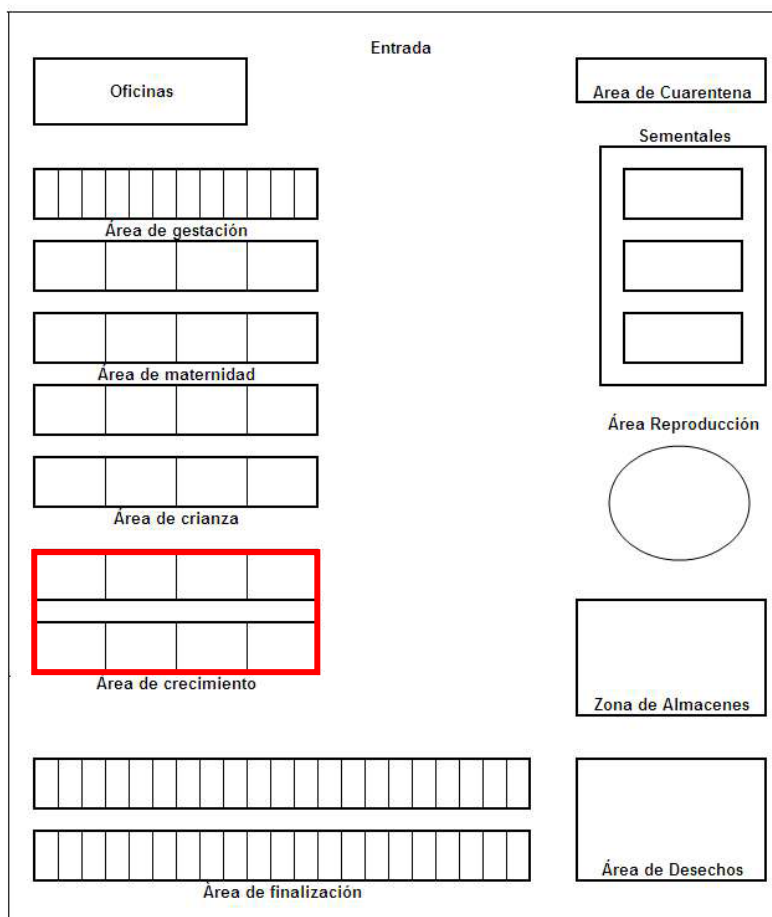 Entrada
Oficinas
Area de Cuarentena
Sementales
Área de gestación
Área de maternidad
Área Reproducción
Área de crianza
Area de crecimiento
Zona de Almacenes
Área de Desechos
Área de finalización